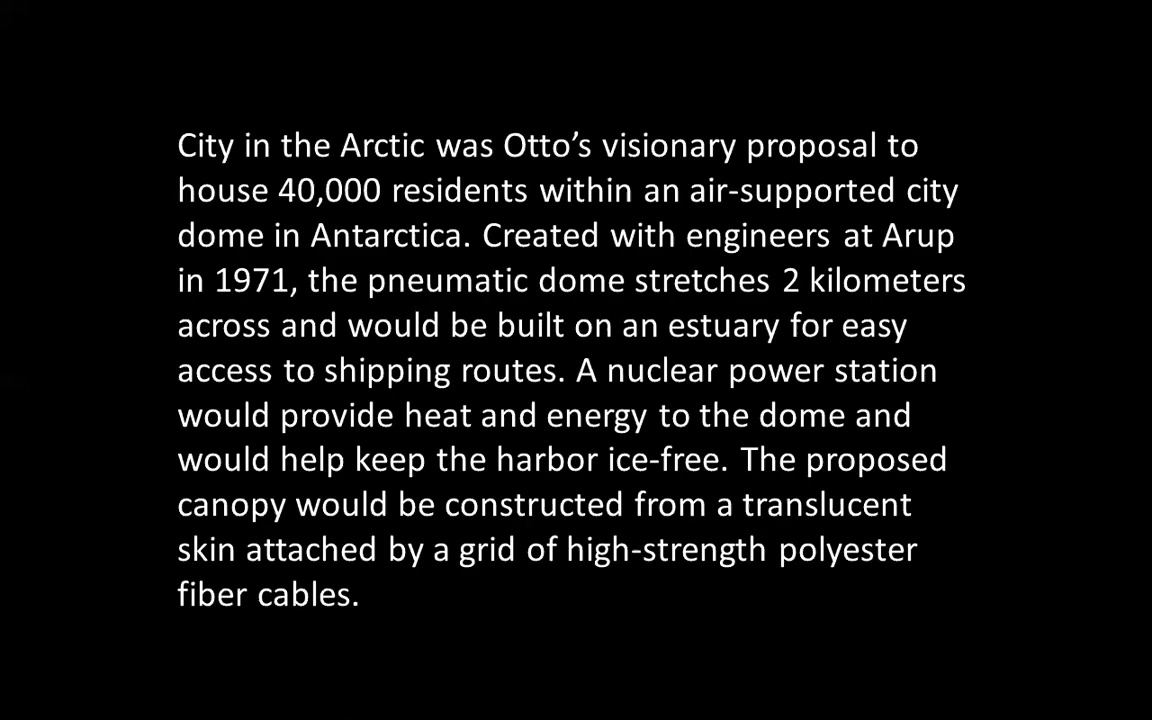 City in the Arctic was Otto’s visionary proposal to
house 40,000 residents within an air-supported city
dome in Antarctica. Created with engineers at Arup
in 1971, the pneumatic dome stretches 2 kilometers
across and would be built on an estuary for easy
access to shipping routes. A nuclear power station
would provide heat and energy to the dome and
would help keep the harbor ice-free. The proposed
canopy would be constructed from a translucent
skin attached by a grid of high-strength polyester
fiber cables.